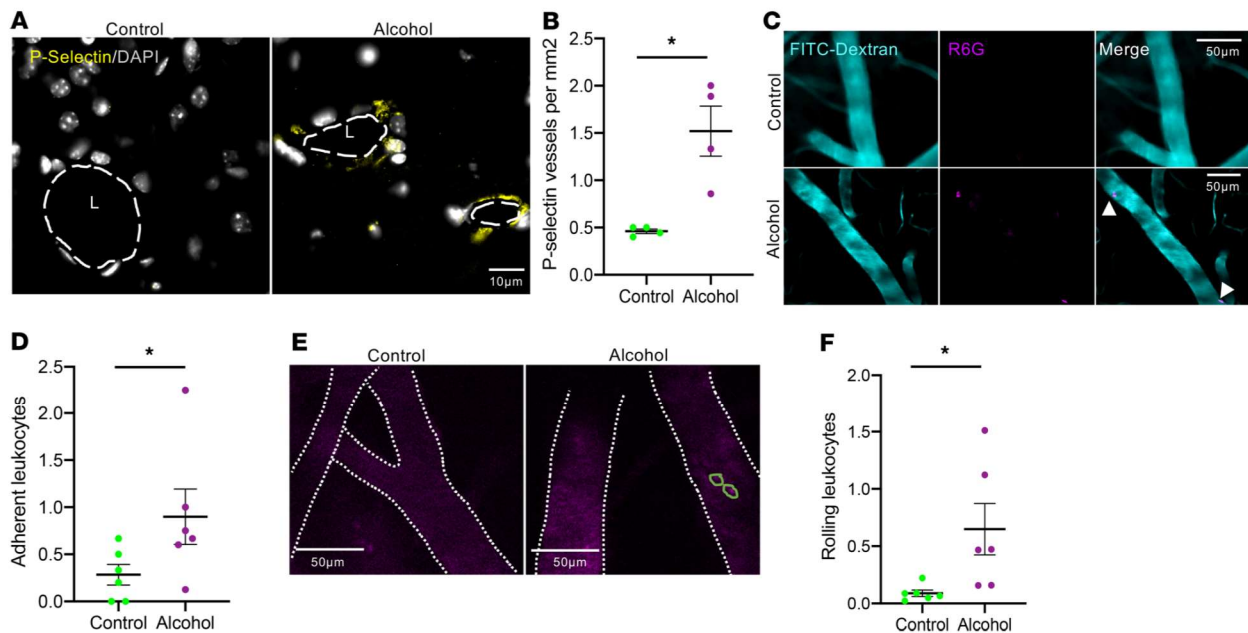 A
Control
Alcohol
P-Selectin/DAPI
L
L
10µm
B
*
P-selectin vessels per mm2
2.5
2.0
1.5
1.0
0.5
0.0
Control
Alcohol
C
FITC-Dextran
R6G
Merge
50µm
Control
50µm
Alcohol
D
*
Adherent leukocytes
2.5
2.0
1.5
1.0
0.5
0.0
Control
Alcohol
E
Control
Alcohol
50µm
50µm
F
*
Rolling leukocytes
2.0
1.5
1.0
0.5
0.0
Control
Alcohol